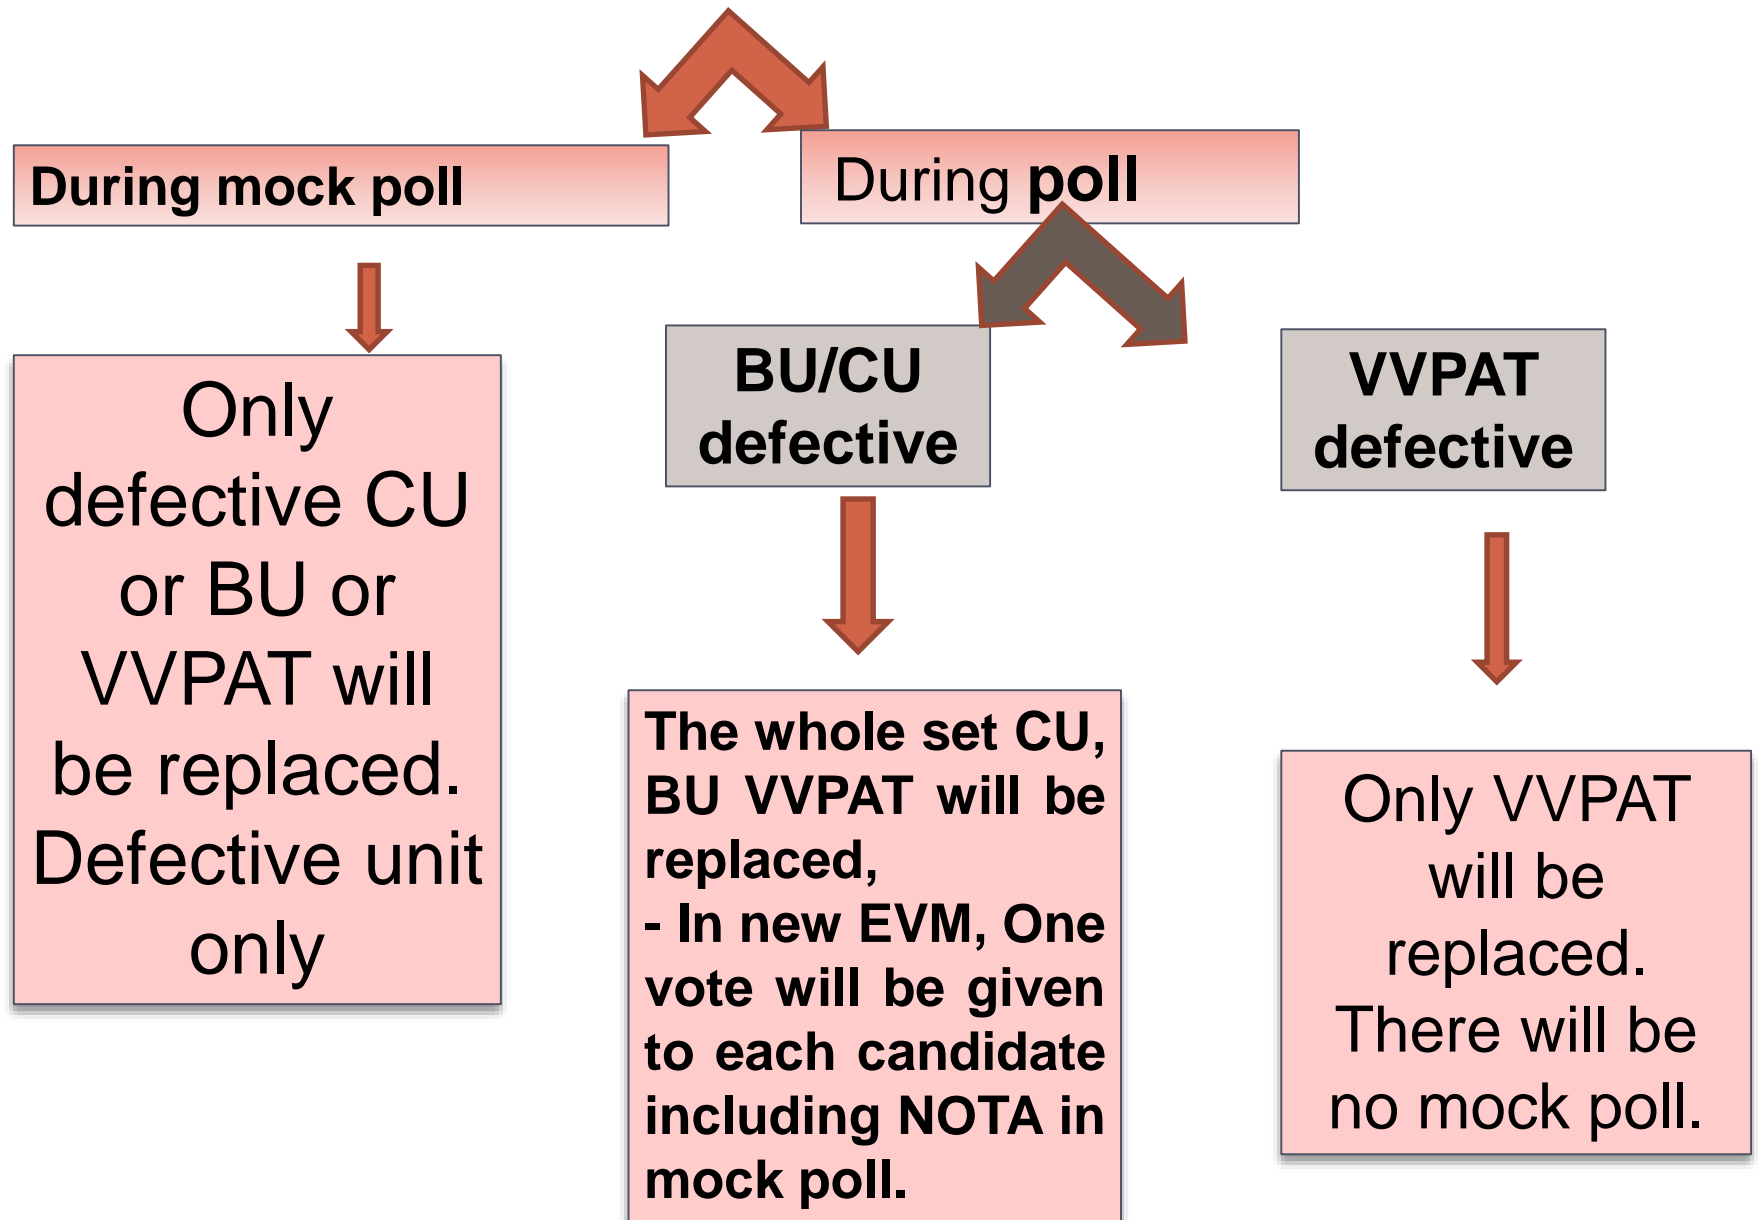 During mock poll
During poll
Only
defective CU
or BU or
VVPAT will
be replaced.
Defective unit
only
BU/CU
defective
The whole set CU,
BU VVPAT will be
replaced,
- In new EVM, One
vote will be given
to each candidate
including NOTA in
mock poll.
VVPAT
defective
Only VVPAT
will be
replaced.
There will be
no mock poll.